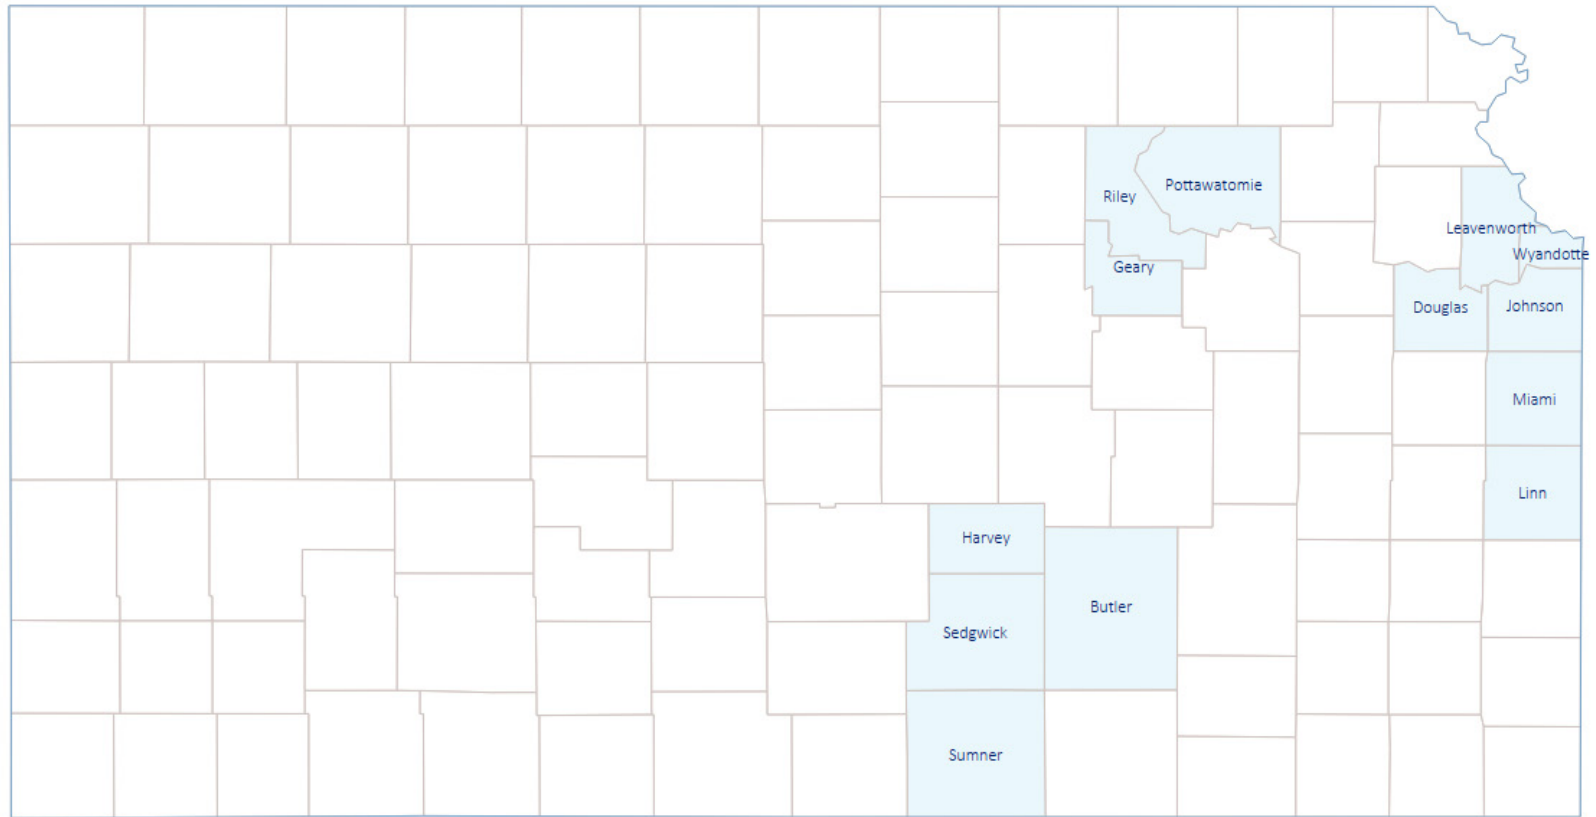 Pottawatomie
Riley
Leavenworth
Wyandotte
Geary
Douglas
Johnson
Miami
Linn
Harvey
Butler
Sedgwick
Sumner